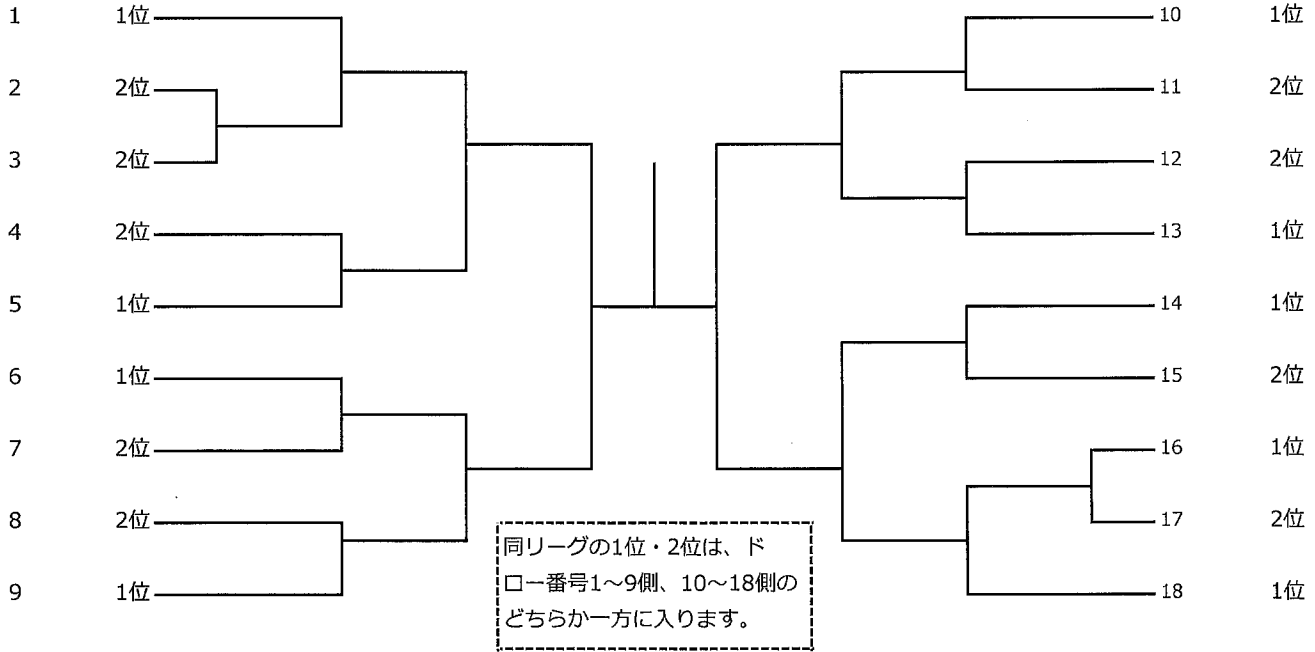 1 1位 10 1位
2 2位 11 2位
3 2位 12 2位
4 2位 13 1位
5 1位 14 1位
6 1位 15 2位
7 2位 16 1位
8 2位 17 2位
9 1位 18 1位
同リーグの1位・2位は、ド
ロー番号1～9側、10～18側の
どちらか一方に入ります。